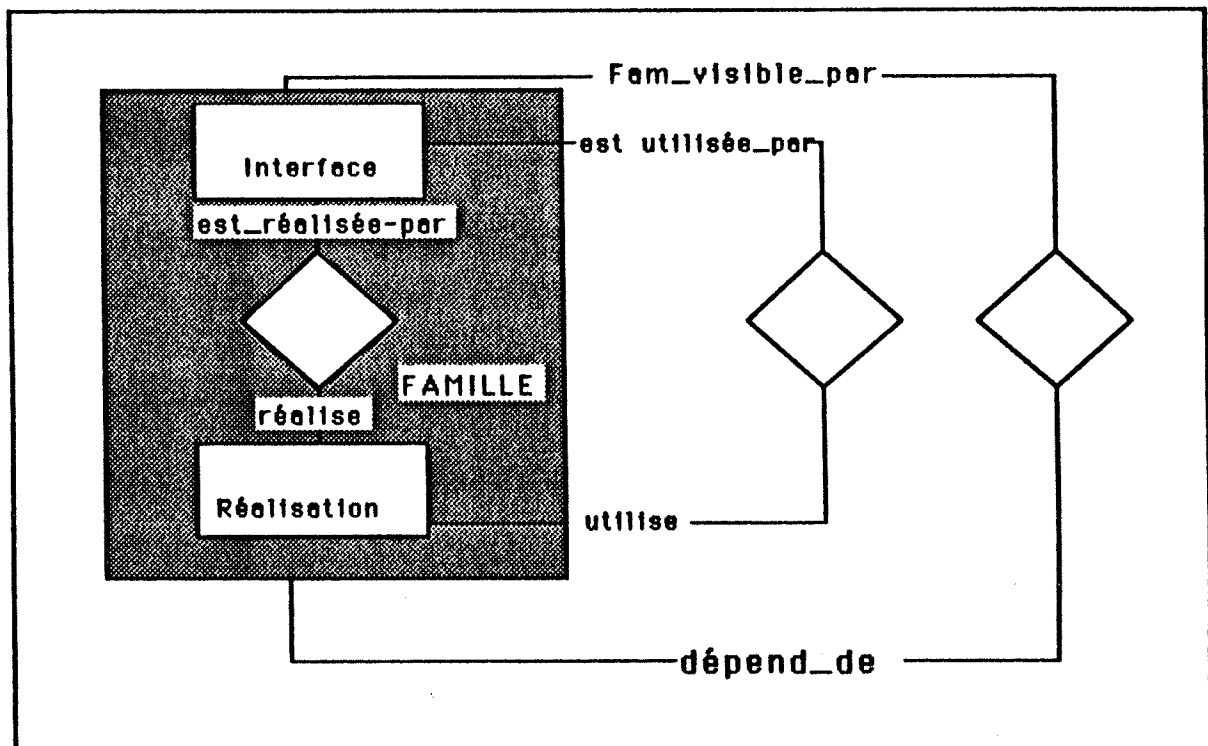 Fam_visible_par
est utilisée_par
Interface
est_réalisée-par
FAMILLE
réalise
Réalisation
utilise
dépend_de